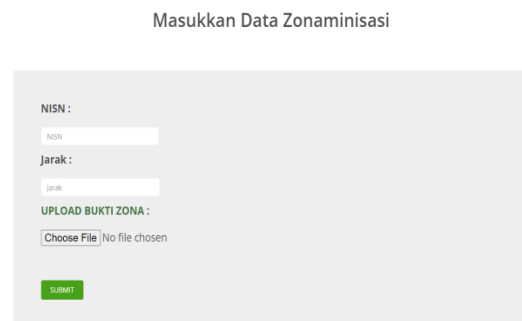 Masukkan Data Zonaminisasi
NISN :
NISN
Jarak :
Jarak
UPLOAD BUKTI ZONA :
Choose File No file chosen
SUBMIT